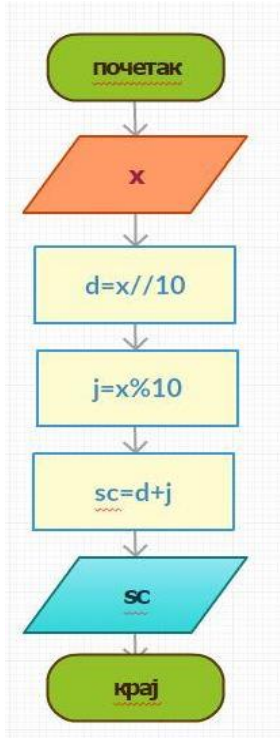 почетак
x
d=x//10
j=x%10
sc=d+j
sc
крај